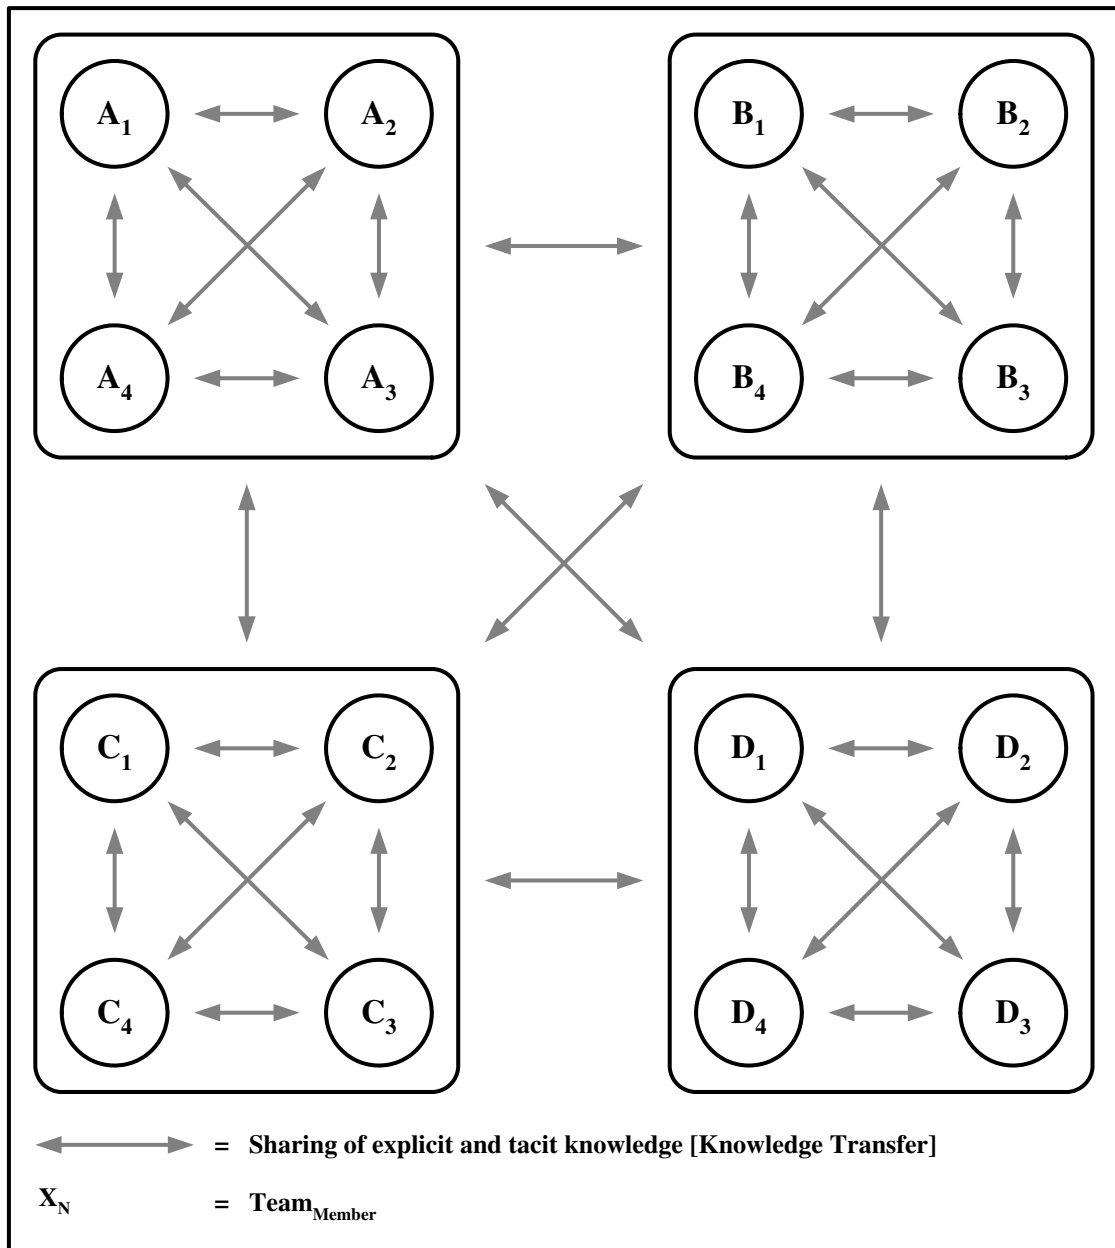 A1 A2 B1 B2
A4 A3 B4 B3
C1 C2 D1 D2
C4 C3 D4 D3
= Sharing of explicit and tacit knowledge [Knowledge Transfer]
XN = TeamMember